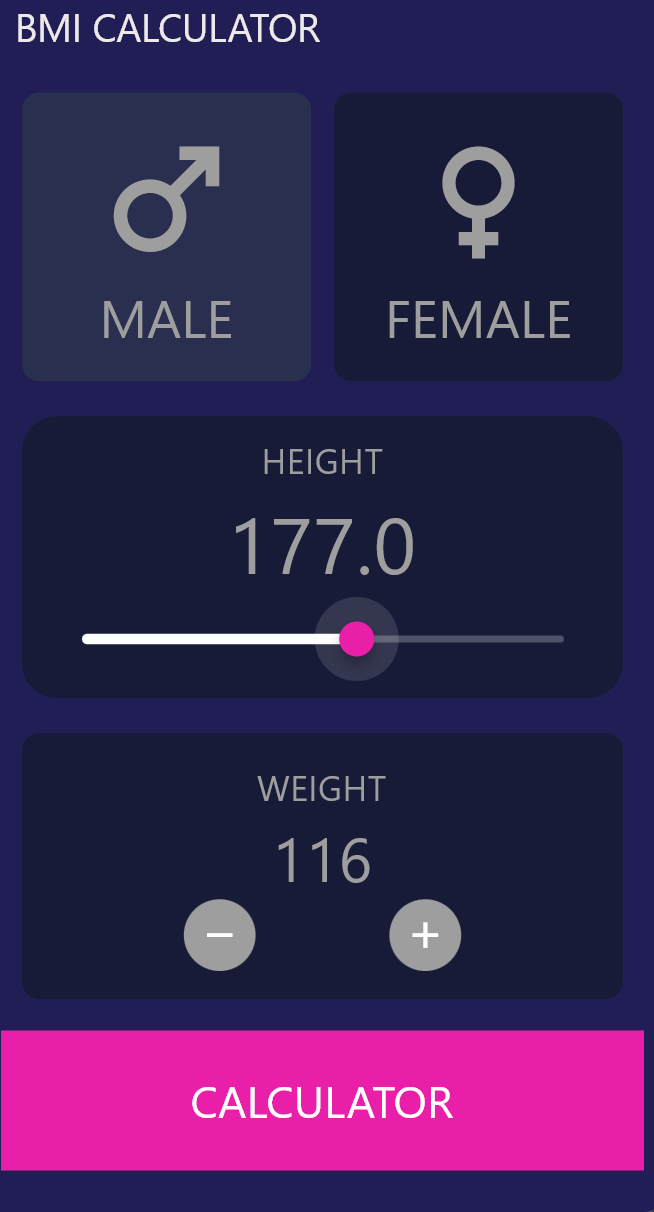 BMI CALCULATOR
MALE
FEMALE
HEIGHT
177.0
WEIGHT
116
CALCULATOR